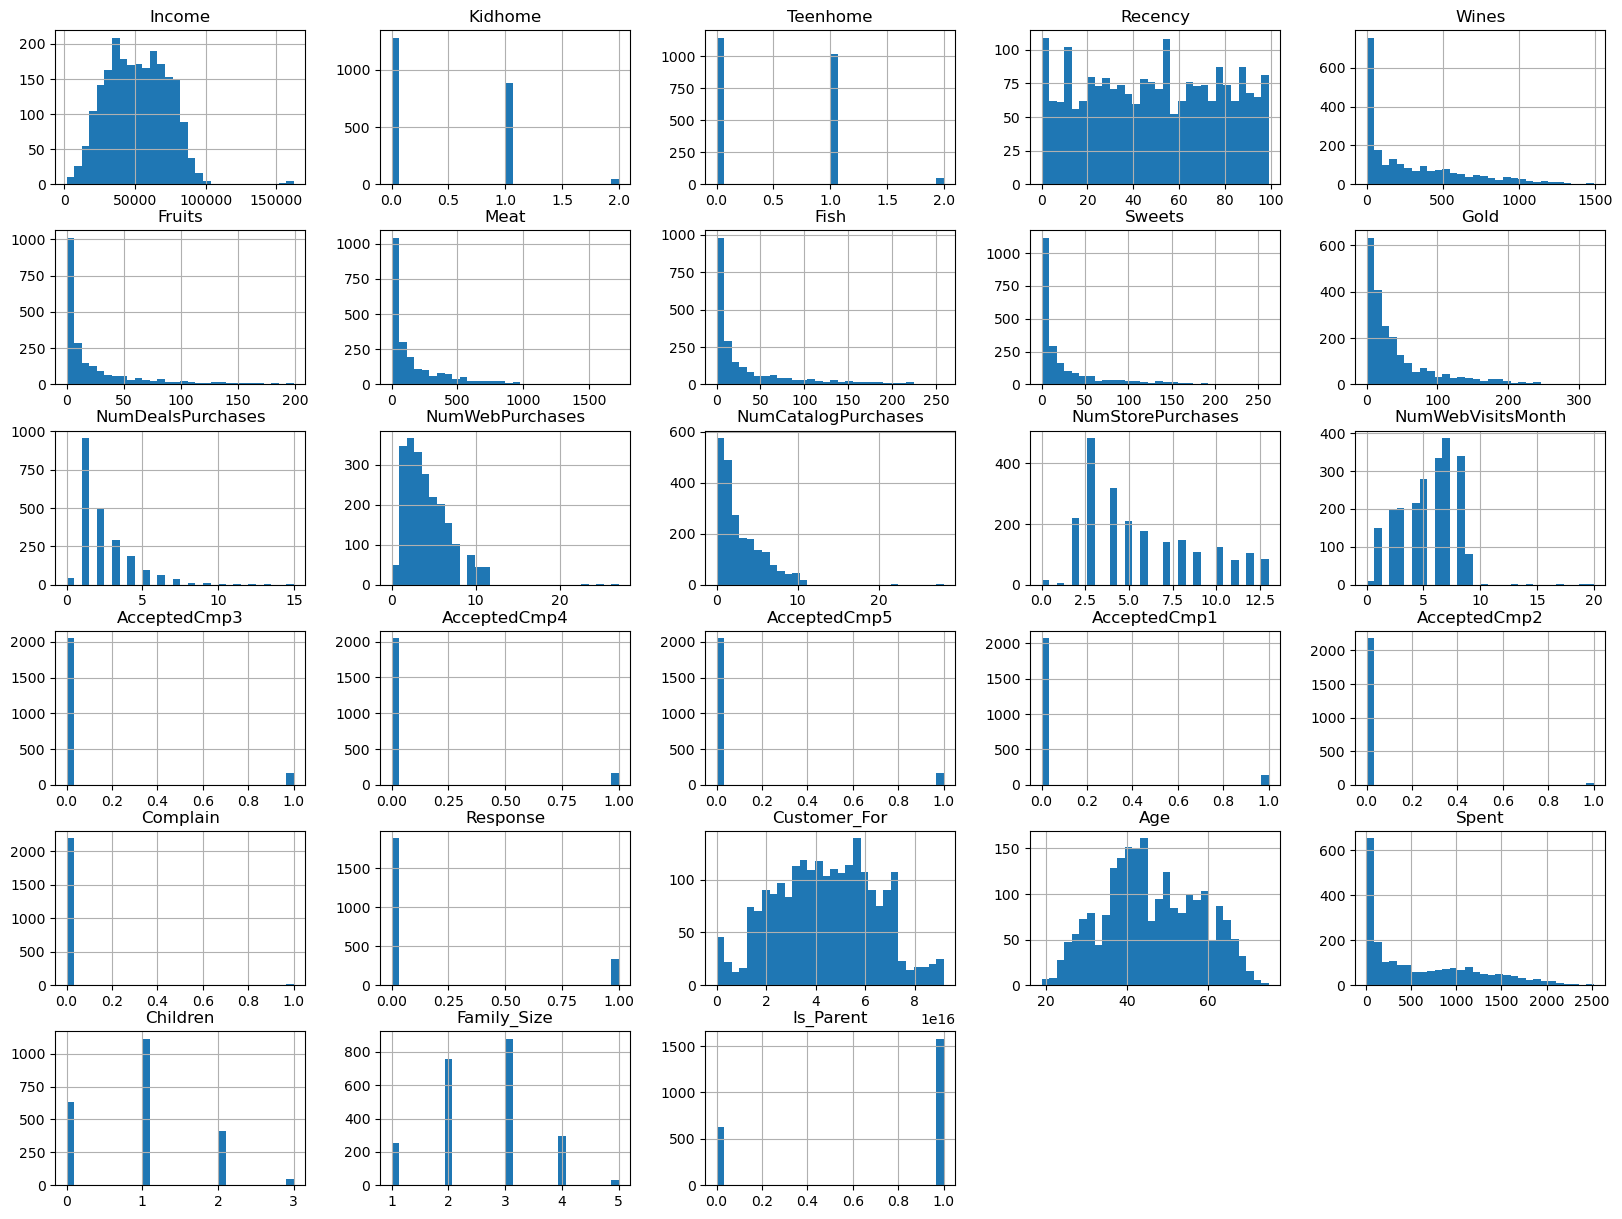 Income Kidhome Teenhome Recency Wines
200 150 100 50 0
1000 500 0
1000 750 500 250 0
100 75 50 25 0
600 400 200 0
0 50000 100000 150000
0.0 0.5 1.0 1.5 2.0
0.0 0.5 1.0 1.5 2.0
0 20 40 60 80 100
0 500 1000 1500
Fruits Meat Fish Sweets Gold
1000 750 500 250 0
1000 750 500 250 0
1000 750 500 250 0
1000 750 500 250 0
600 400 200 0
0 50 100 150 200
0 500 1000 1500
0 50 100 150 200 250
0 50 100 150 200 250
0 100 200 300
NumDealsPurchases NumWebPurchases NumCatalogPurchases NumStorePurchases NumWebVisitsMonth
1000 750 500 250 0
300 200 100 0
600 400 200 0
400 200 0
400 300 200 100 0
0 5 10 15
0 10 20
0 10 20
0.0 2.5 5.0 7.5 10.0 12.5
0 5 10 15 20
AcceptedCmp3 AcceptedCmp4 AcceptedCmp5 AcceptedCmp1 AcceptedCmp2
2000 1500 1000 500 0
2000 1500 1000 500 0
2000 1500 1000 500 0
2000 1500 1000 500 0
2000 1500 1000 500 0
0.0 0.2 0.4 0.6 0.8 1.0
0.00 0.25 0.50 0.75 1.00
0.0 0.2 0.4 0.6 0.8 1.0
0.0 0.2 0.4 0.6 0.8 1.0
0.0 0.2 0.4 0.6 0.8 1.0
Complain Response Customer_For Age Spent
2000 1500 1000 500 0
1500 1000 500 0
100 50 0
150 100 50 0
600 400 200 0
0.0 0.2 0.4 0.6 0.8 1.0
0.00 0.25 0.50 0.75 1.00
0 2 4 6 8
1e16
20 40 60
0 500 1000 1500 2000 2500
Children Family_Size Is_Parent
1000 750 500 250 0
800 600 400 200 0
1500 1000 500 0
0 1 2 3
1 2 3 4 5
0.0 0.2 0.4 0.6 0.8 1.0